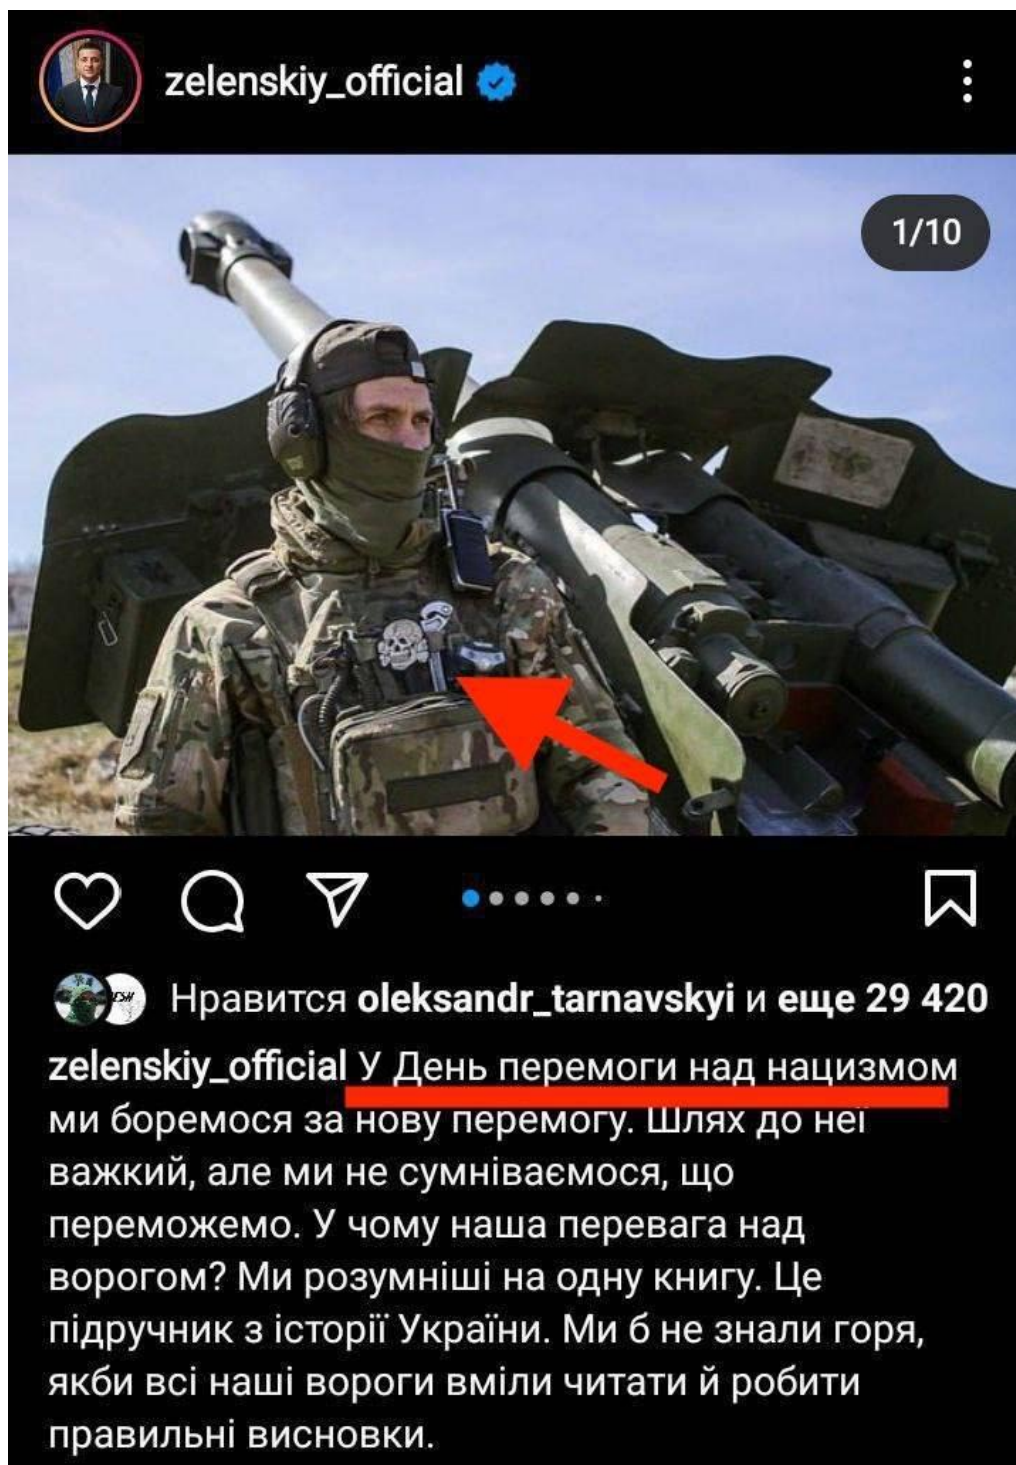 zelenskiy_official
1/10
Нравится oleksandr_tarnavskyi и еще 29 420
zelenskiy_official У День перемоги над нацизмом
ми боремося за нову перемогу. Шлях до неї
важкий, але ми не сумніваємося, що
переможемо. У чому наша перевага над
ворогом? Ми розумніші на одну книгу. Це
підручник з історії України. Ми б не знали горя,
якби всі наші вороги вміли читати й робити
правильні висновки.